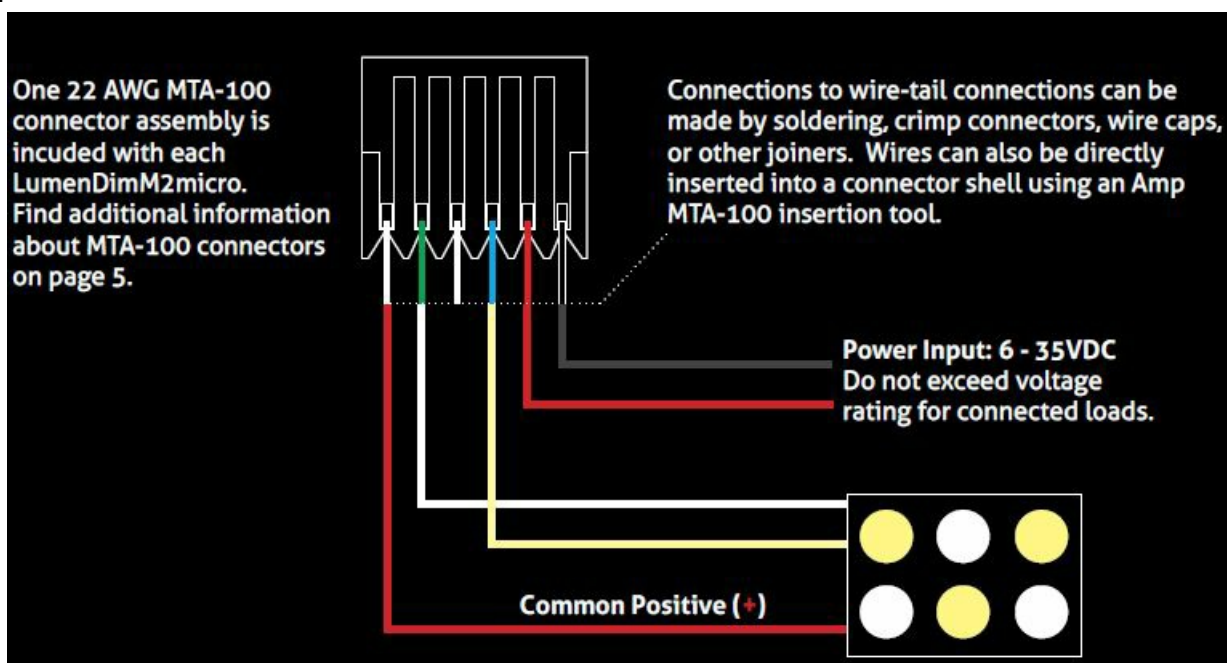 One 22 AWG MTA-100
connector assembly is
incuded with each
LumenDimM2micro.
Find additional information
about MTA-100 connectors
on page 5.
Connections to wire-tail connections can be
made by soldering, crimp connectors, wire caps,
or other joiners. Wires can also be directly
inserted into a connector shell using an Amp
MTA-100 insertion tool.
Power Input: 6 - 35VDC
Do not exceed voltage
rating for connected loads.
Common Positive (+)